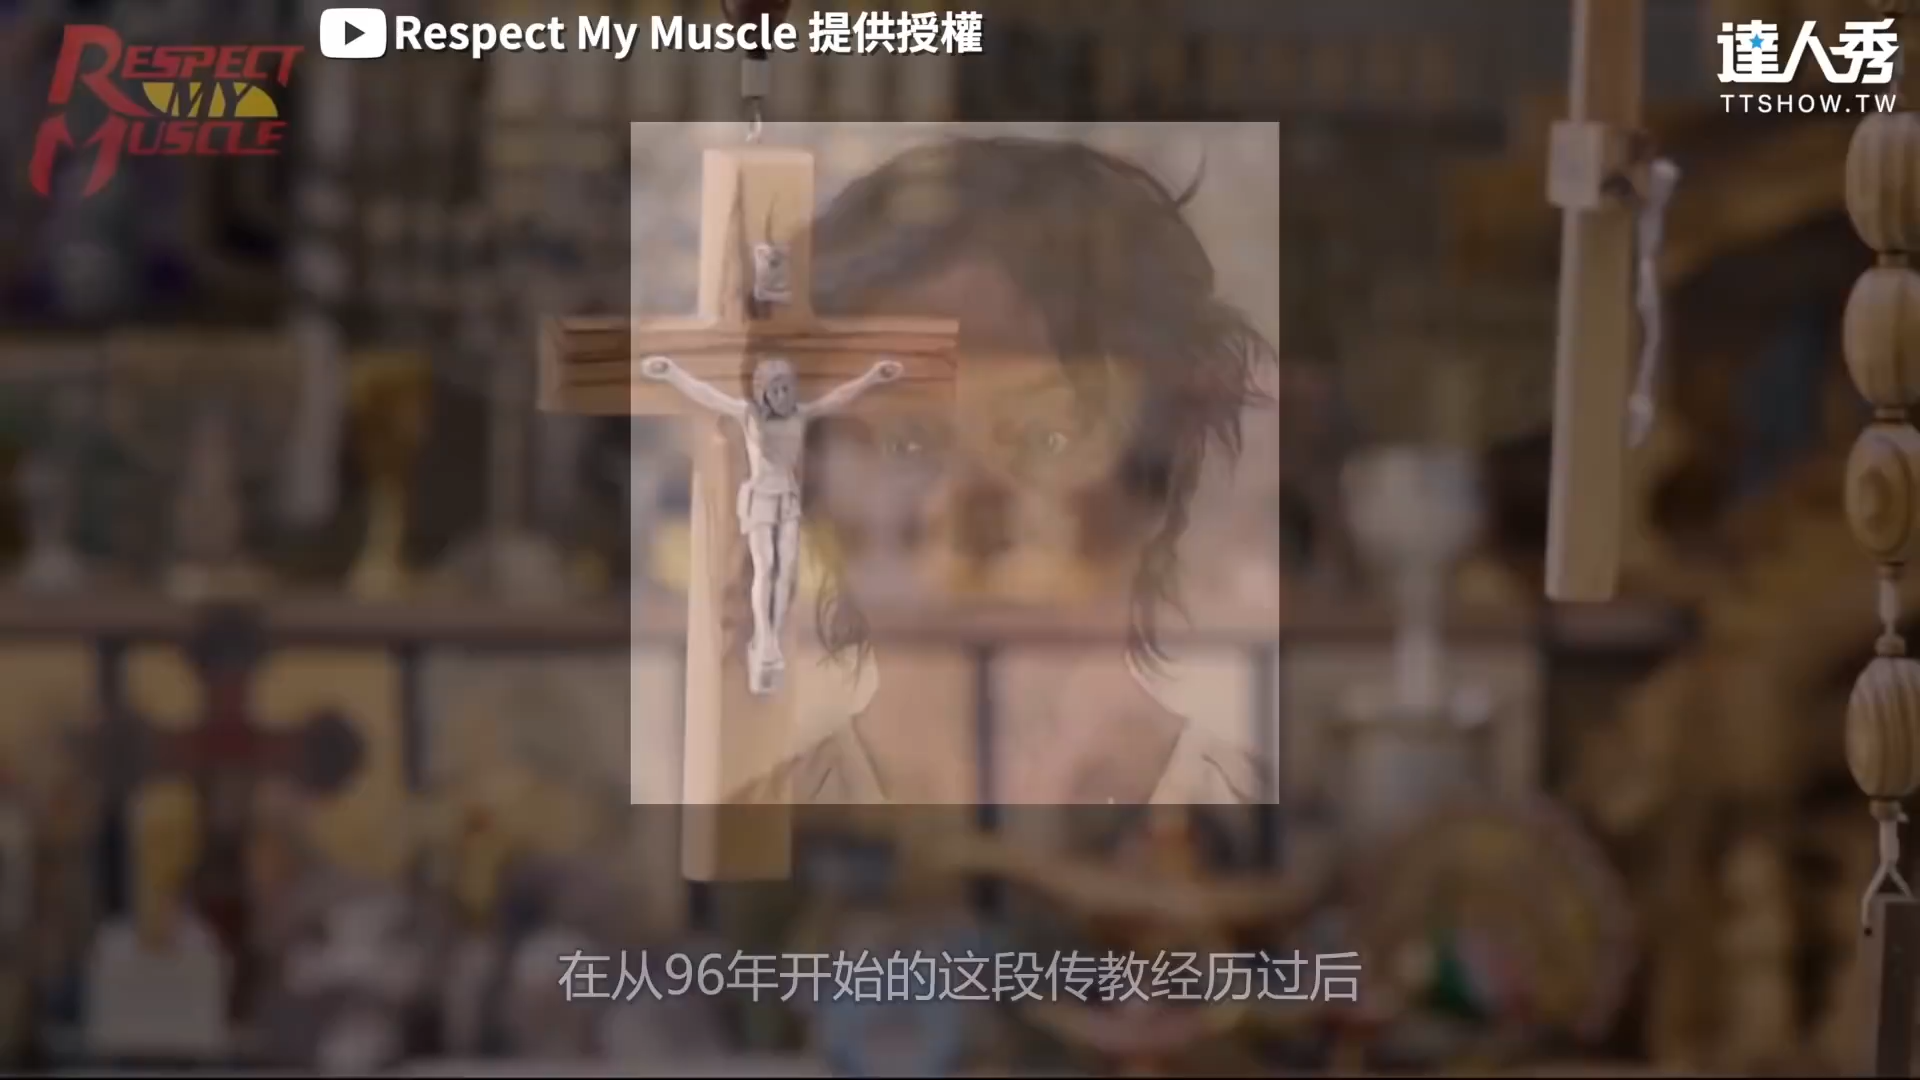 Respect My Muscle 提供授權
RESPECT
MY
MUSCLE
達人秀
TTSHOW.TW
在从96年开始的这段传教经历过后